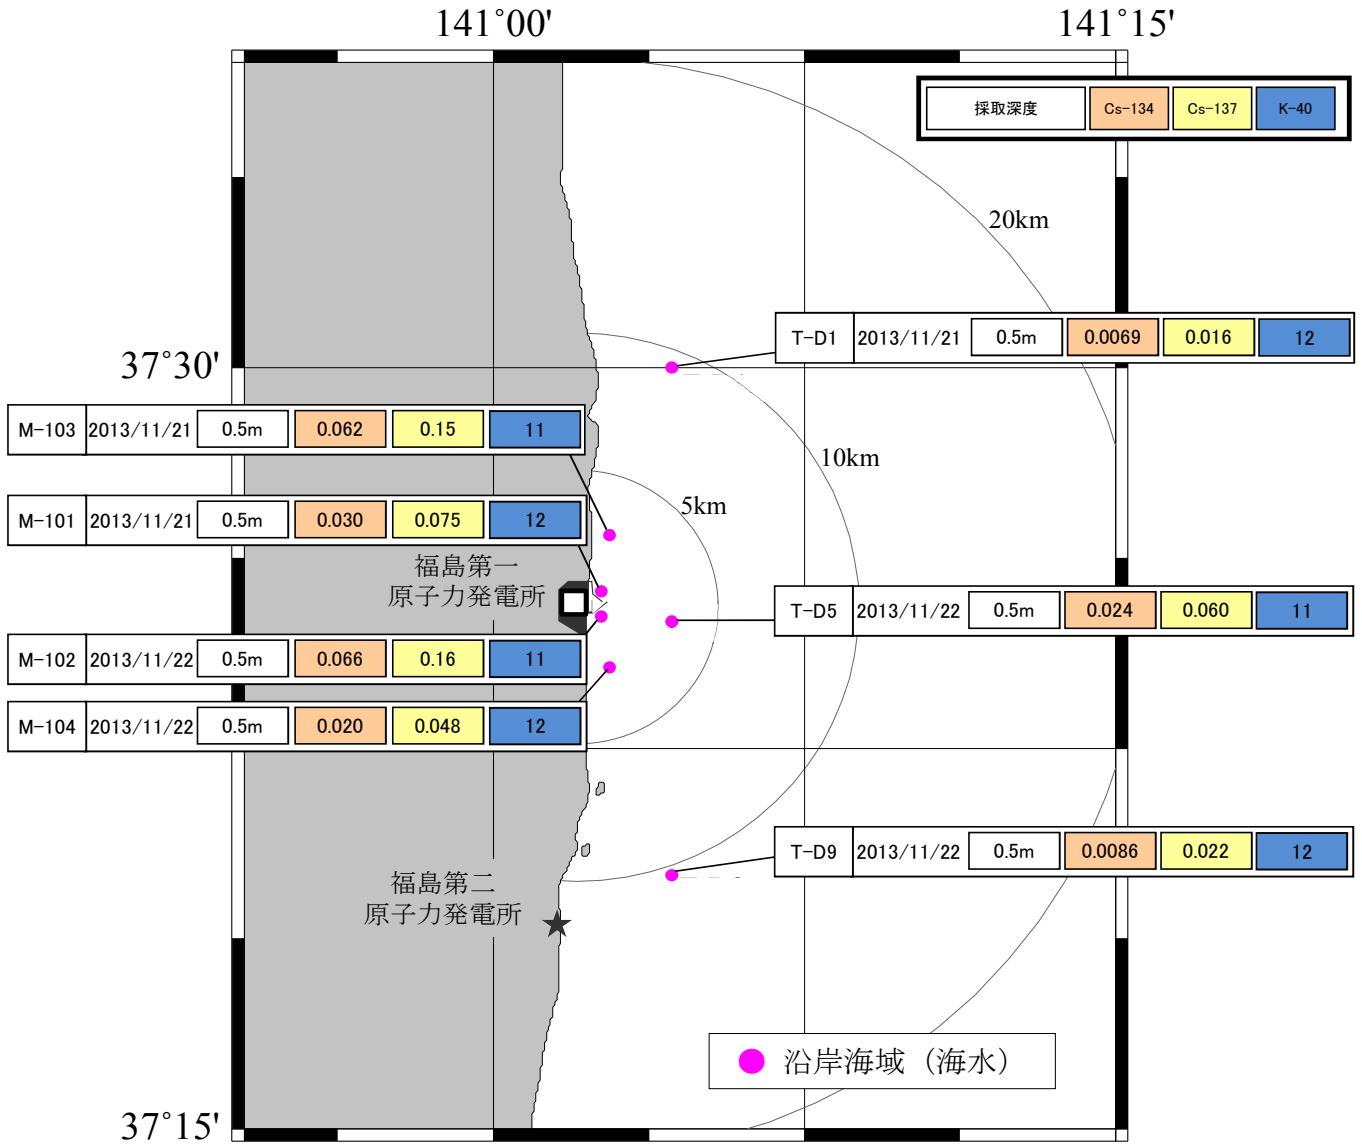 141°00'
141°15'
採取深度 Cs-134 Cs-137 K-40
20km
T-D1 2013/11/21 0.5m 0.0069 0.016 12
37°30'
M-103 2013/11/21 0.5m 0.062 0.15 11
10km
5km
M-101 2013/11/21 0.5m 0.030 0.075 12
福島第一
原子力発電所
T-D5 2013/11/22 0.5m 0.024 0.060 11
M-102 2013/11/22 0.5m 0.066 0.16 11
M-104 2013/11/22 0.5m 0.020 0.048 12
T-D9 2013/11/22 0.5m 0.0086 0.022 12
福島第二
原子力発電所
沿岸海域（海水）
37°15'